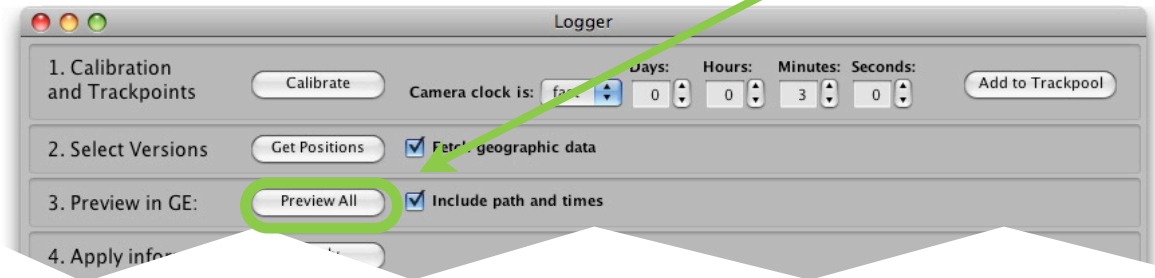 Logger
1. Calibration
and Trackpoints
Calibrate
Camera clock is: fast
Days: Hours: Minutes: Seconds:
0 0 3 0
Add to Trackpool
2. Select Versions
Get Positions
Fetch geographic data
3. Preview in GE:
Preview All
Include path and times
4. Apply